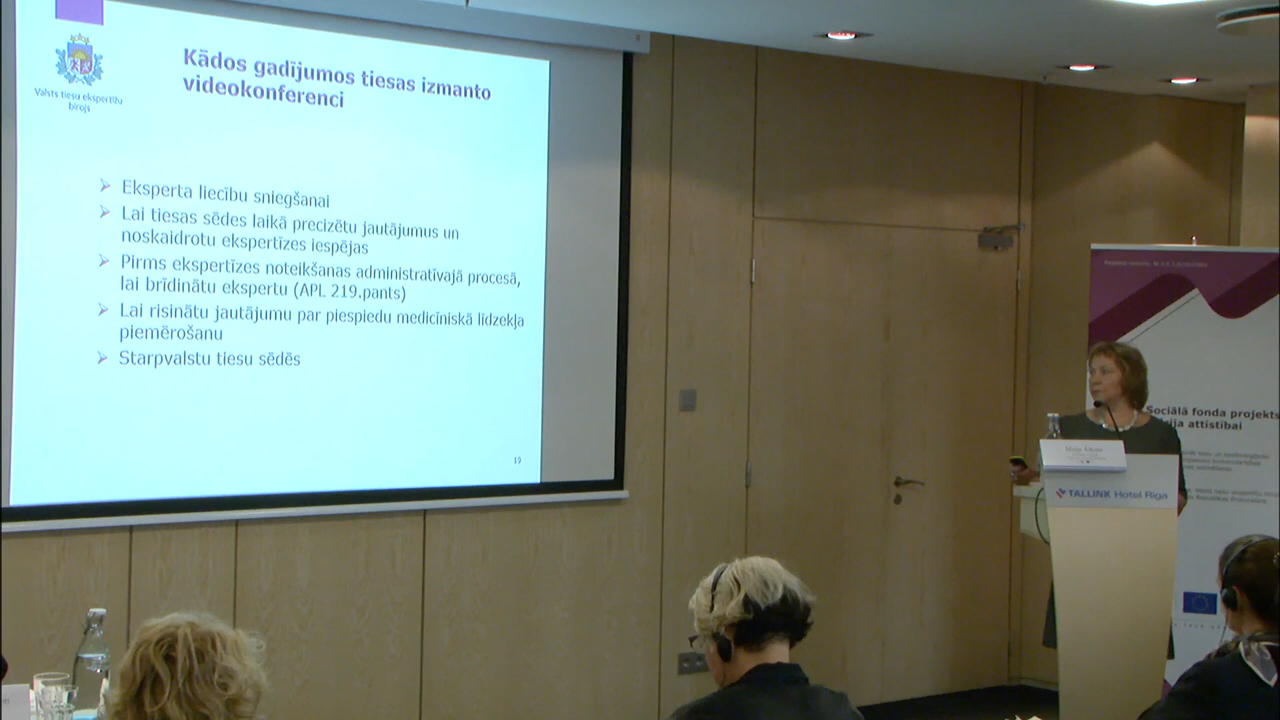 Valsts tiesu ekspertīžu
birojs
Kādos gadījumos tiesas izmanto
videokonferenci
Eksperta liecību sniegšanai
Lai tiesas sēdes laikā precizētu jautājumus un
noskaidrotu ekspertīzes iespējas
Pirms ekspertīzes noteikšanas administratīvajā procesā,
lai brīdinātu ekspertu (APL 219.pants)
Lai risinātu jautājumu par piespiedu medicīniskā līdzekļa
piemērošanu
Starpvalstu tiesu sēdēs
19
Sociālā fonda projekts
attīstībai
TALLINK Hotel Riga